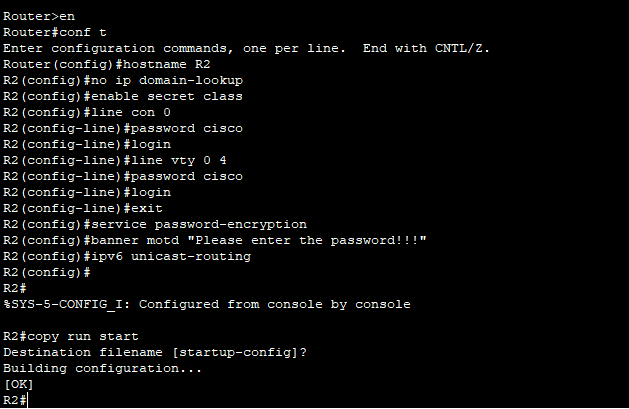 Router>en
Router#conf t
Enter configuration commands, one per line.  End with CNTL/Z.
Router(config)#hostname R2
R2(config)#no ip domain-lookup
R2(config)#enable secret class
R2(config)#line con 0
R2(config-line)#password cisco
R2(config-line)#login
R2(config-line)#line vty 0 4
R2(config-line)#password cisco
R2(config-line)#login
R2(config-line)#exit
R2(config)#service password-encryption
R2(config)#banner motd "Please enter the password!!!"
R2(config)#ipv6 unicast-routing
R2(config)#
R2#
%SYS-5-CONFIG_I: Configured from console by console
R2#copy run start
Destination filename [startup-config]?
Building configuration...
[OK]
R2#